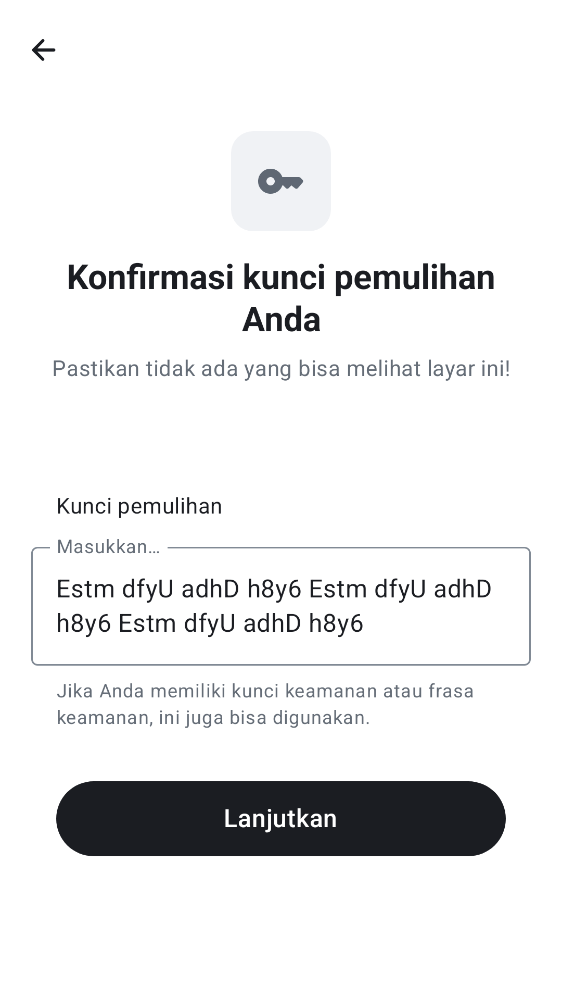 Konfirmasi kunci pemulihan
Anda
Pastikan tidak ada yang bisa melihat layar ini!
Kunci pemulihan
Masukkan…
Estm dfyU adhD h8y6 Estm dfyU adhD
h8y6 Estm dfyU adhD h8y6
Jika Anda memiliki kunci keamanan atau frasa
keamanan, ini juga bisa digunakan.
Lanjutkan